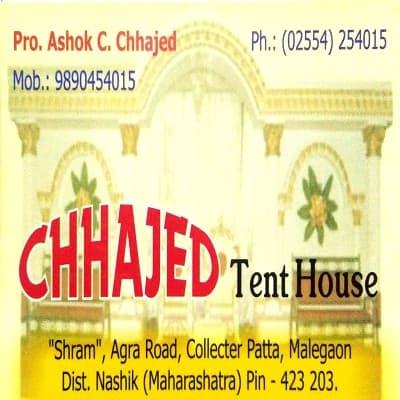 Pro. Ashok C. Chhajed Ph.: (02554) 254015
Mob.: 9890454015
CHHAJED Tent House
"Shram", Agra Road, Collecter Patta, Malegaon
Dist. Nashik (Maharashatra) Pin - 423 203.